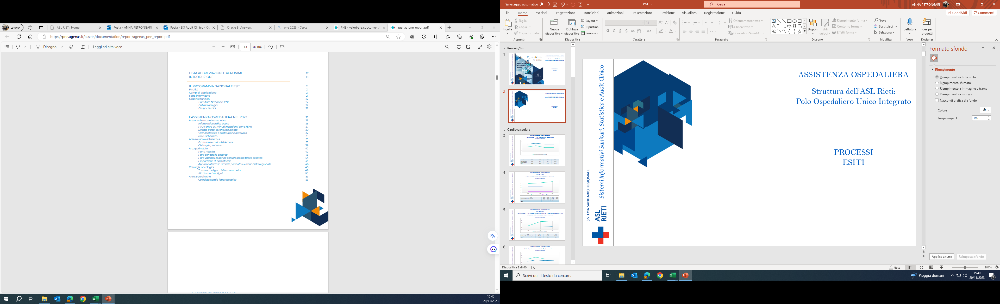 Lavoro
ASL RIETI: Home
Posta - ANNA PETRONGARI
Posta - SIS Audit Clinico - Ou
Oracle BI Answers
pne 2023 - Cerca
PNE - valori-area.document.h
agenas_pne_report.pdf
https://pne.agenas.it/assets/documentation/report/agenas_pne_report.pdf
Disegno
Leggi ad alta voce
13 di 104
LISTA ABBREVIAZIONI E ACRONIMI 17
INTRODUZIONE 19
IL PROGRAMMA NAZIONALE ESITI 21
Finalità 21
Campi di applicazione 21
Fonti informative 21
Organi e funzioni 22
Comitato Nazionale PNE 22
Cabina di regia 22
Gruppi tecnici 22
L'ASSISTENZA OSPEDALIERA NEL 2022 23
Area cardio e cerebrovascolare 25
Infarto miocardico acuto 25
PTCA entro 90 minuti in pazienti con STEMI 27
Bypass aorto-coronarico isolato 29
Valvuloplastica o sostituzione di valvola 32
Ictus ischemico 33
Area muscolo-scheletrica 35
Frattura del collo del femore 35
Chirurgia protesica 38
Area perinatale 42
Punti nascita 42
Parti con taglio cesareo 43
Parti vaginali in donne con pregresso taglio cesareo 44
Proporzione di episiotomie 45
Appropriatezza in ambito perinatale e variabilità regionale 46
Chirurgia oncologica 48
Tumore maligno della mammella 48
Altri tumori maligni 50
Altre aree cliniche 53
Colecistectomia laparoscopica 53
15:40
20/11/2023
Salvataggio automatico
PNE
Cerca
ANNA PETRONGARI
File Home Inserisci Progettazione Transizioni Animazioni Presentazione Revisione Visualizza Registrazione Guida
Condividi
Commenti
Incolla
Taglia
Copia
Copia formato
Appunti
Nuova diapositiva
Riutilizza diapositive
Layout
Ripristina
Sezione
Diapositive
24
G C S S ab AV Aa
Carattere
Orientamento testo
Allinea testo
Converti in SmartArt
Paragrafo
Disponi
Stili veloci
Riempimento forma
Contorno forma
Effetti forma
Disegno
Trova
Sostituisci
Seleziona
Modifica
Dettatura
Voce
Idee per progetti
Designer
Processi/Esiti
1
PROGRAMMA
NAZIONALE
ESITI
2
Cardiovalscolare
3
4
5
6
SISTEMA SANITARIO REGIONALE
ASL
RIETI
Sistemi Informativi Sanitari, Statistica e Audit Clinico
ASSISTENZA OSPEDALIERA
Struttura dell'ASL Rieti:
Polo Ospedaliero Unico Integrato
PROCESSI
ESITI
Formato sfondo
Riempimento
Riempimento a tinta unita
Riempimento sfumato
Riempimento a immagine o trama
Riempimento a motivo
Nascondi grafica di sfondo
Colore
Trasparenza 0%
Applica a tutte
Reimposta sfondo
Diapositiva 2 di 40
Note
101%
Scrivi qui il testo da cercare.
Pioggia domani
15:40
20/11/2023
3